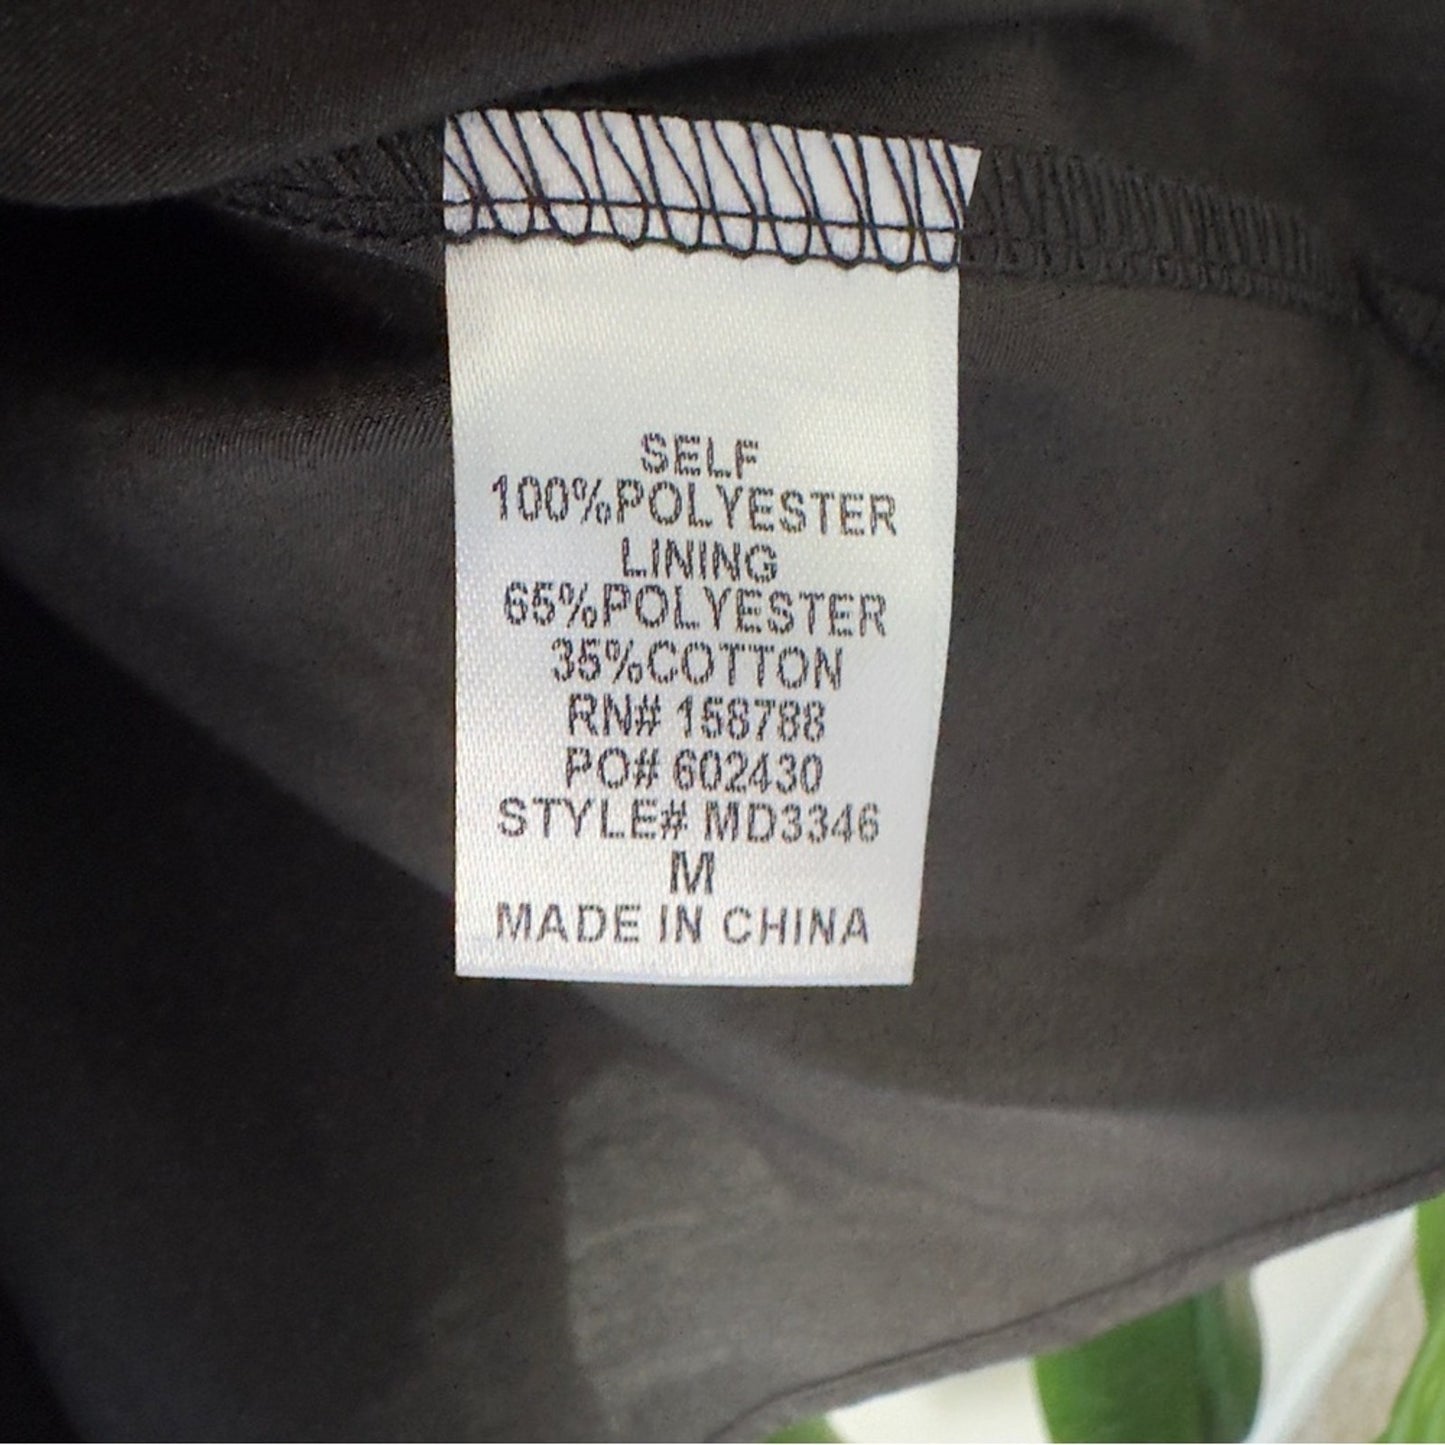 SELF
100%POLYESTER
LINING
65%POLYESTER
35%COTTON
RN# 158788
PO# 602430
STYLE# MD3346
M
MADE IN CHINA